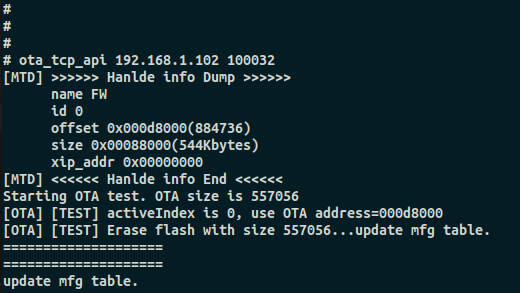 #
#
#
# ota_tcp_api 192.168.1.102 100032
[MTD] >>>>>> Hanlde info Dump >>>>>>
name FW
id 0
offset 0x000d8000(884736)
size 0x00088000(544Kbytes)
xip_addr 0x00000000
[MTD] <<<<<< Hanlde info End <<<<<<
Starting OTA test. OTA size is 557056
[OTA] [TEST] activeIndex is 0, use OTA address=000d8000
[OTA] [TEST] Erase flash with size 557056...update mfg table.
====================
====================
update mfg table.